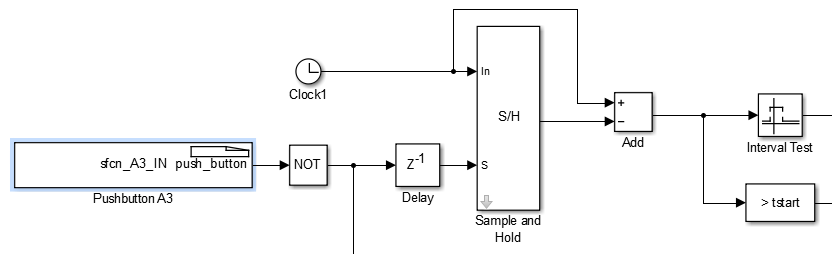 In
Clock1
S/H
+
−
Add
Interval Test
sfcn_A3_IN push_button
Pushbutton A3
NOT
Z-1
Delay
S
Sample and
Hold
> tstart